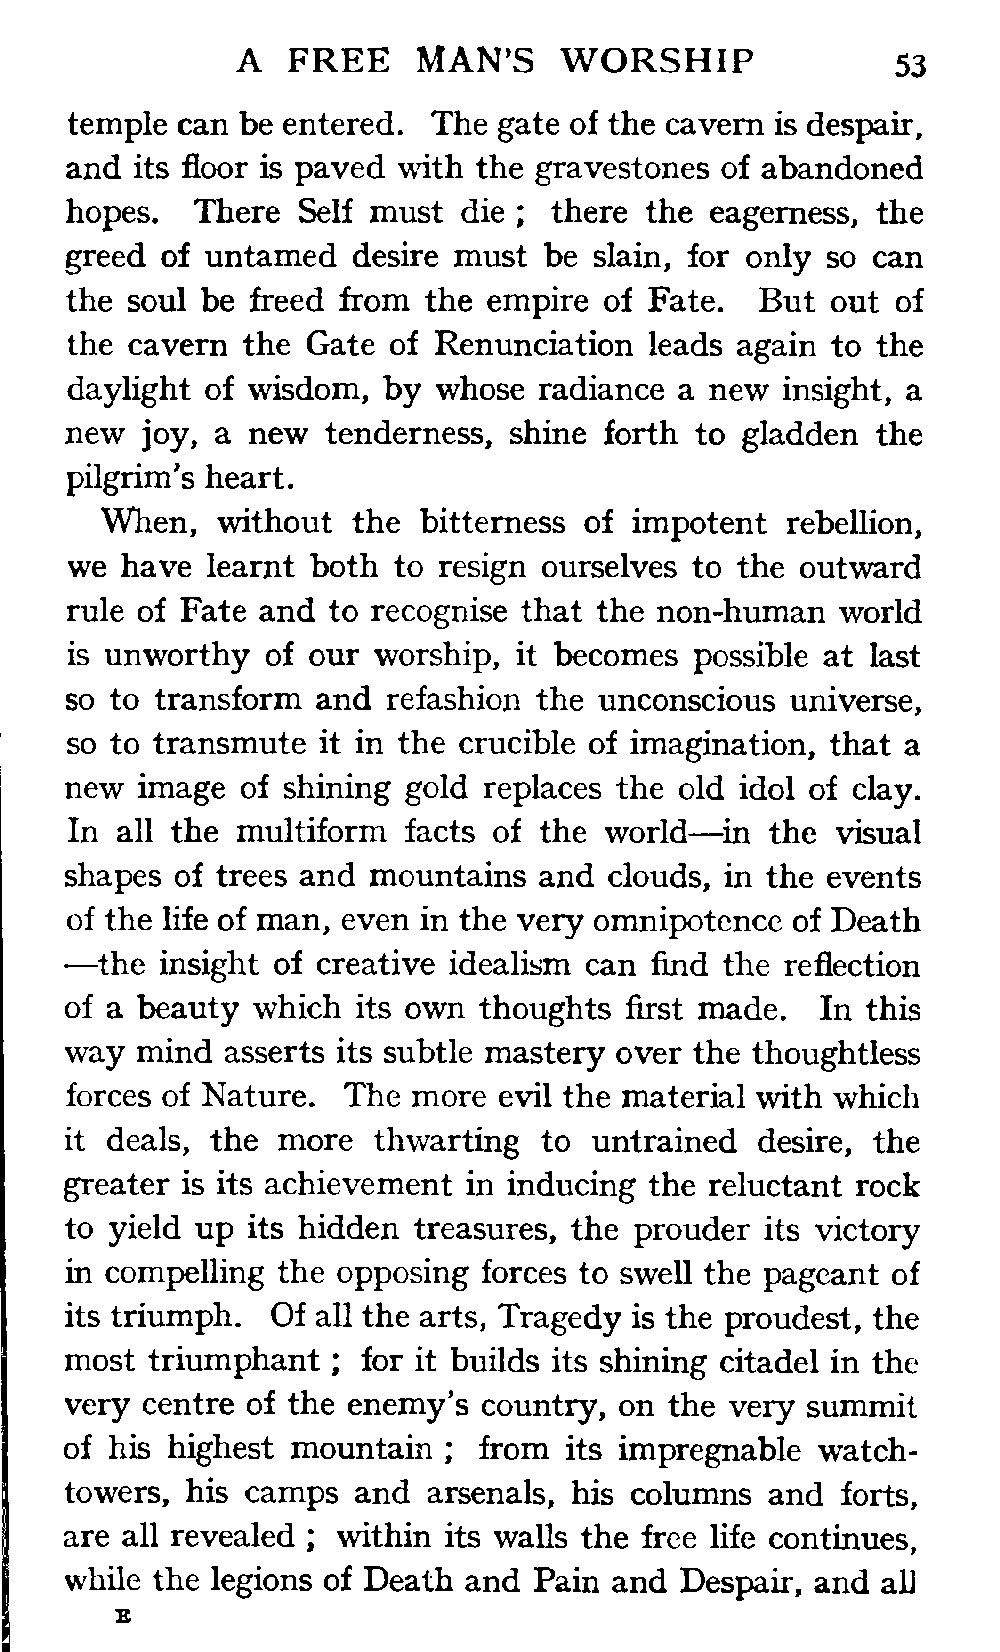 A FREE MAN'S WORSHIP 53
temple can be entered. The gate of the cavern is despair,
and its floor is paved with the gravestones of abandoned
hopes. There Self must die ; there the eagerness, the
greed of untamed desire must be slain, for only so can
the soul be freed from the empire of Fate. But out of
the cavern the Gate of Renunciation leads again to the
daylight of wisdom, by whose radiance a new insight, a
new joy, a new tenderness, shine forth to gladden the
pilgrim's heart.
When, without the bitterness of impotent rebellion,
we have learnt both to resign ourselves to the outward
rule of Fate and to recognise that the non-human world
is unworthy of our worship, it becomes possible at last
so to transform and refashion the unconscious universe,
so to transmute it in the crucible of imagination, that a
new image of shining gold replaces the old idol of clay.
In all the multiform facts of the world—in the visual
shapes of trees and mountains and clouds, in the events
of the life of man, even in the very omnipotence of Death
—the insight of creative idealism can find the reflection
of a beauty which its own thoughts first made. In this
way mind asserts its subtle mastery over the thoughtless
forces of Nature. The more evil the material with which
it deals, the more thwarting to untrained desire, the
greater is its achievement in inducing the reluctant rock
to yield up its hidden treasures, the prouder its victory
in compelling the opposing forces to swell the pageant of
its triumph. Of all the arts, Tragedy is the proudest, the
most triumphant ; for it builds its shining citadel in the
very centre of the enemy's country, on the very summit
of his highest mountain ; from its impregnable watch-
towers, his camps and arsenals, his columns and forts,
are all revealed ; within its walls the free life continues,
while the legions of Death and Pain and Despair, and all
E